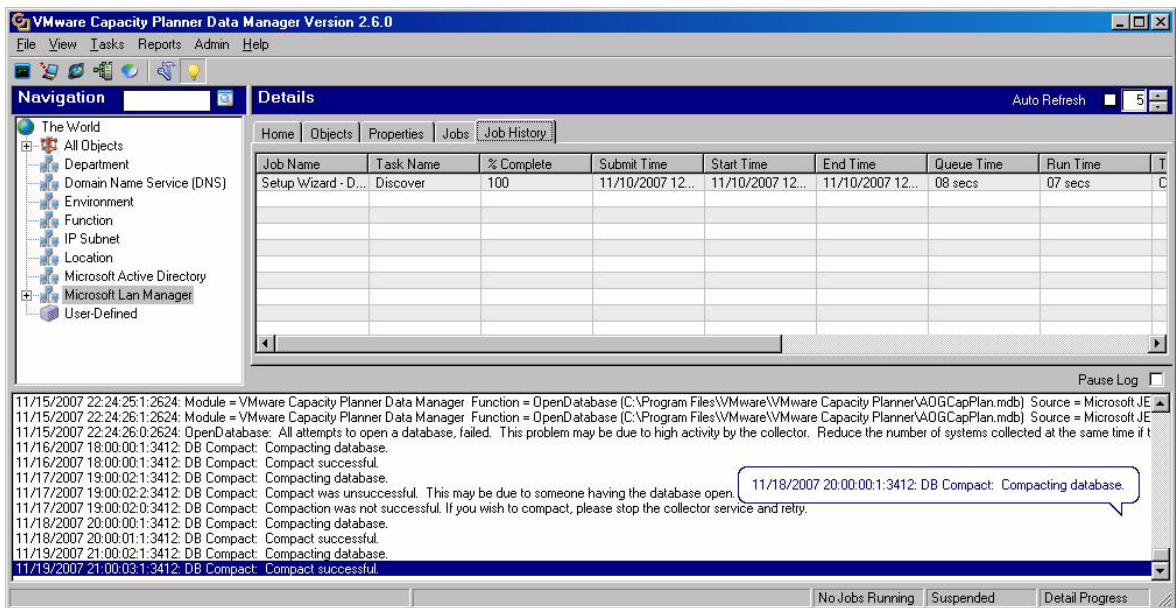 VMware Capacity Planner Data Manager Version 2.6.0
File View Tasks Reports Admin Help
Navigation
Details
Auto Refresh 5
The World
All Objects
Department
Domain Name Service (DNS)
Environment
Function
IP Subnet
Location
Microsoft Active Directory
Microsoft Lan Manager
User-Defined
Home Objects Properties Jobs Job History
Job Name Task Name % Complete Submit Time Start Time End Time Queue Time Run Time T
Setup Wizard - D... Discover 100 11/10/2007 12... 11/10/2007 12... 11/10/2007 12... 08 secs 07 secs C
Pause Log
11/15/2007 22:24:25:1:2624: Module = VMware Capacity Planner Data Manager Function = OpenDatabase (C:\Program Files\VMware\VMware Capacity Planner\AOGCapPlan.mdb) Source = Microsoft JE
11/15/2007 22:24:26:1:2624: Module = VMware Capacity Planner Data Manager Function = OpenDatabase (C:\Program Files\VMware\VMware Capacity Planner\AOGCapPlan.mdb) Source = Microsoft JE
11/15/2007 22:24:26:0:2624: OpenDatabase: All attempts to open a database, failed. This problem may be due to high activity by the collector. Reduce the number of systems collected at the same time if t
11/16/2007 18:00:00:1:3412: DB Compact: Compacting database.
11/16/2007 18:00:00:1:3412: DB Compact: Compact successful.
11/17/2007 19:00:02:1:3412: DB Compact: Compacting database.
11/17/2007 19:00:02:2:3412: DB Compact: Compact was unsuccessful. This may be due to someone having the database open.
11/17/2007 19:00:02:0:3412: DB Compact: Compaction was not successful. If you wish to compact, please stop the collector service and retry.
11/18/2007 20:00:00:1:3412: DB Compact: Compacting database.
11/18/2007 20:00:01:1:3412: DB Compact: Compact successful.
11/19/2007 21:00:02:1:3412: DB Compact: Compacting database.
11/19/2007 21:00:03:1:3412: DB Compact: Compact successful.
11/18/2007 20:00:00:1:3412: DB Compact: Compacting database.
No Jobs Running Suspended Detail Progress